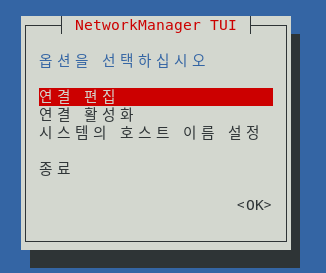 NetworkManager TUI
옵션을 선택하십시오
연결 편집
연결 활성화
시스템의 호스트 이름 설정
종료
<OK>